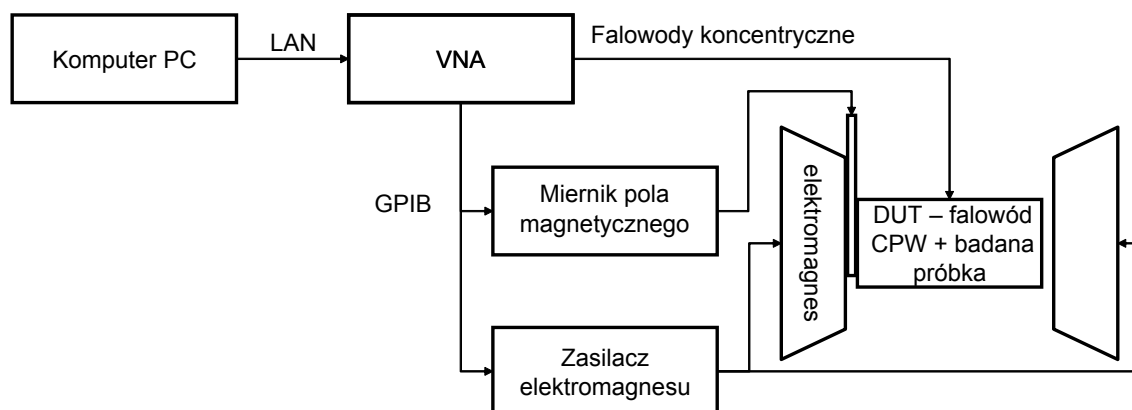 Komputer PC
LAN
VNA
Falowody koncentryczne
GPIB
Miernik pola
magnetycznego
elektromagnes
DUT – falowód
CPW + badana
próbka
Zasilacz
elektromagnesu